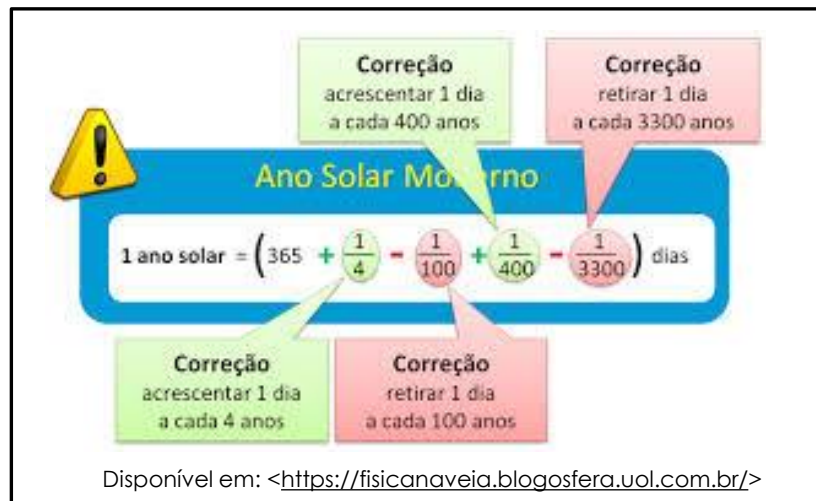 Correção
acrescentar 1 dia
a cada 400 anos
Correção
retirar 1 dia
a cada 3300 anos
Ano Solar Mo erno
1 ano solar = (365 + 1/4 - 1/100 + 1/400 - 1/3300) dias
Correção
acrescentar 1 dia
a cada 4 anos
Correção
retirar 1 dia
a cada 100 anos
Disponível em: <https://fisicanaveia.blogosfera.uol.com.br/>